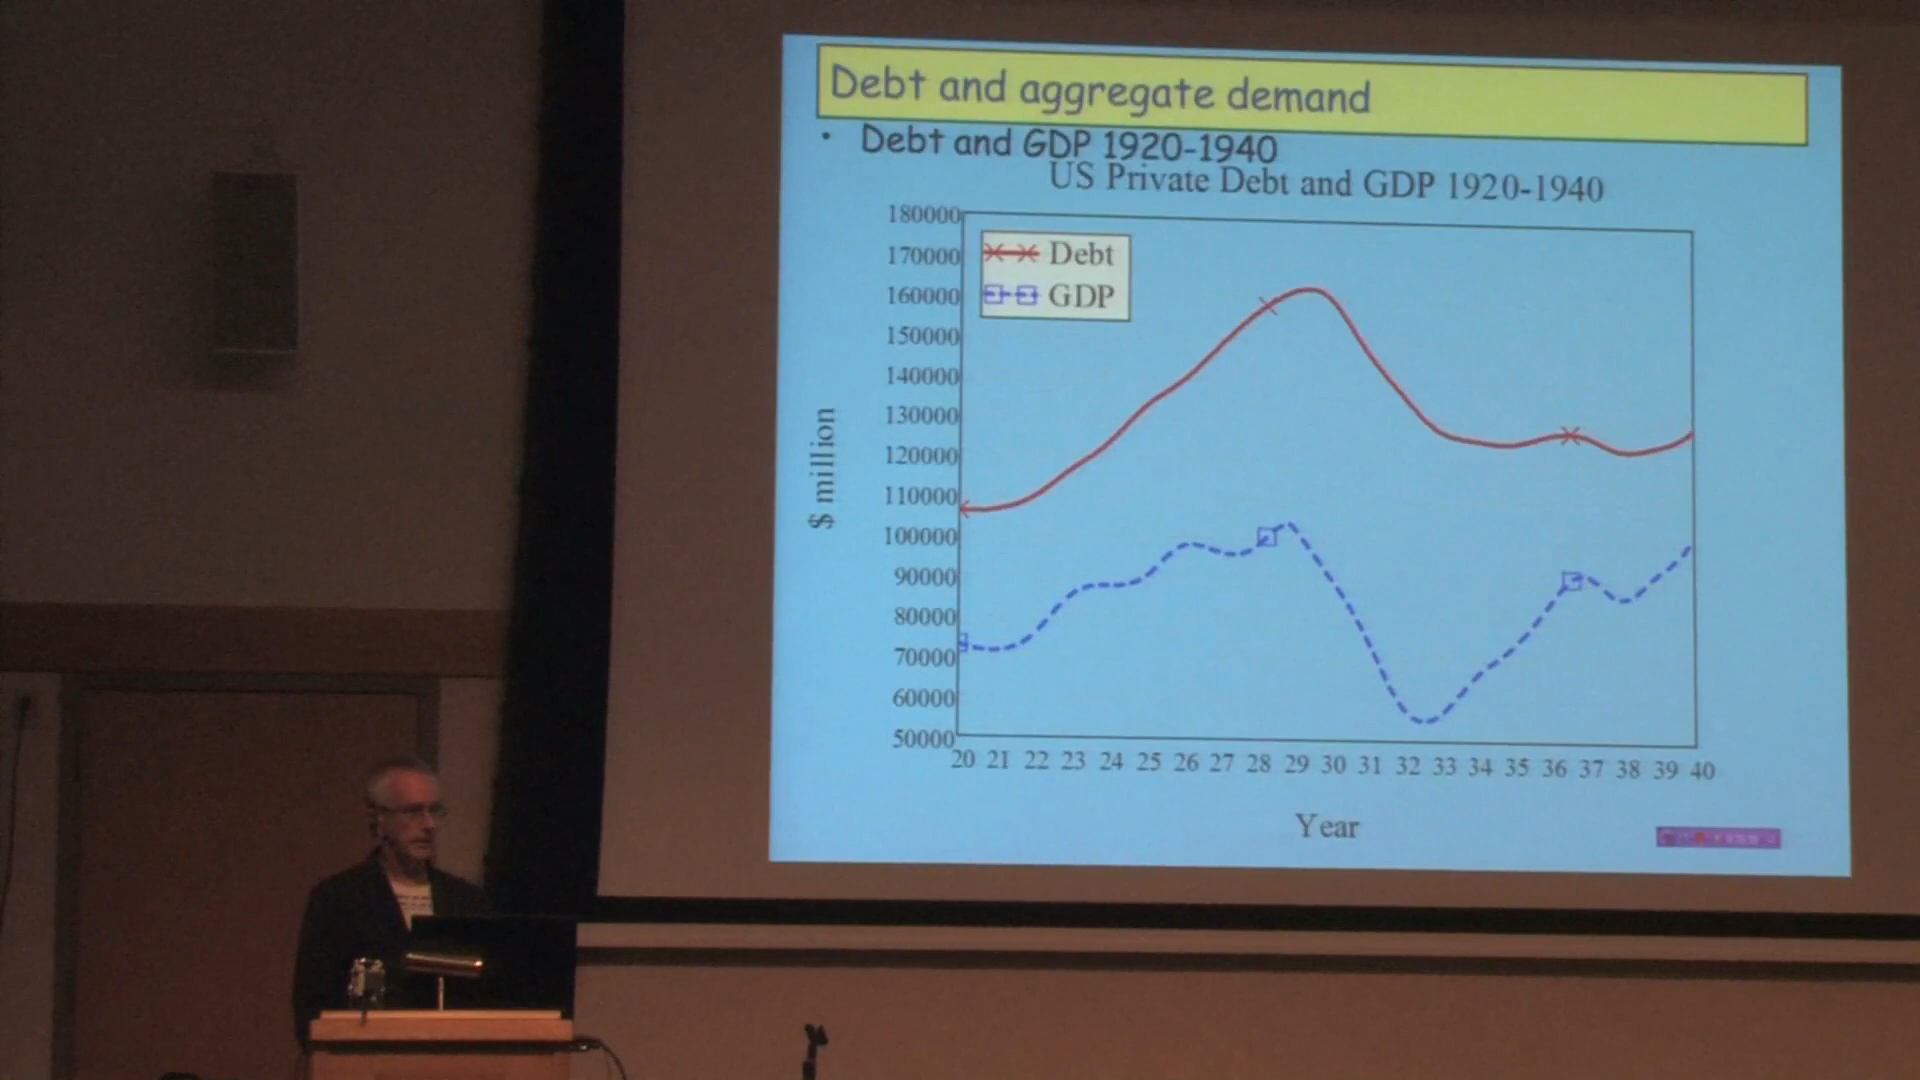 Debt and aggregate demand
• Debt and GDP 1920-1940
US Private Debt and GDP 1920-1940
180000
170000
160000
150000
140000
130000
120000
110000
100000
90000
80000
70000
60000
50000
Debt
GDP
$ million
20 21 22 23 24 25 26 27 28 29 30 31 32 33 34 35 36 37 38 39 40
Year